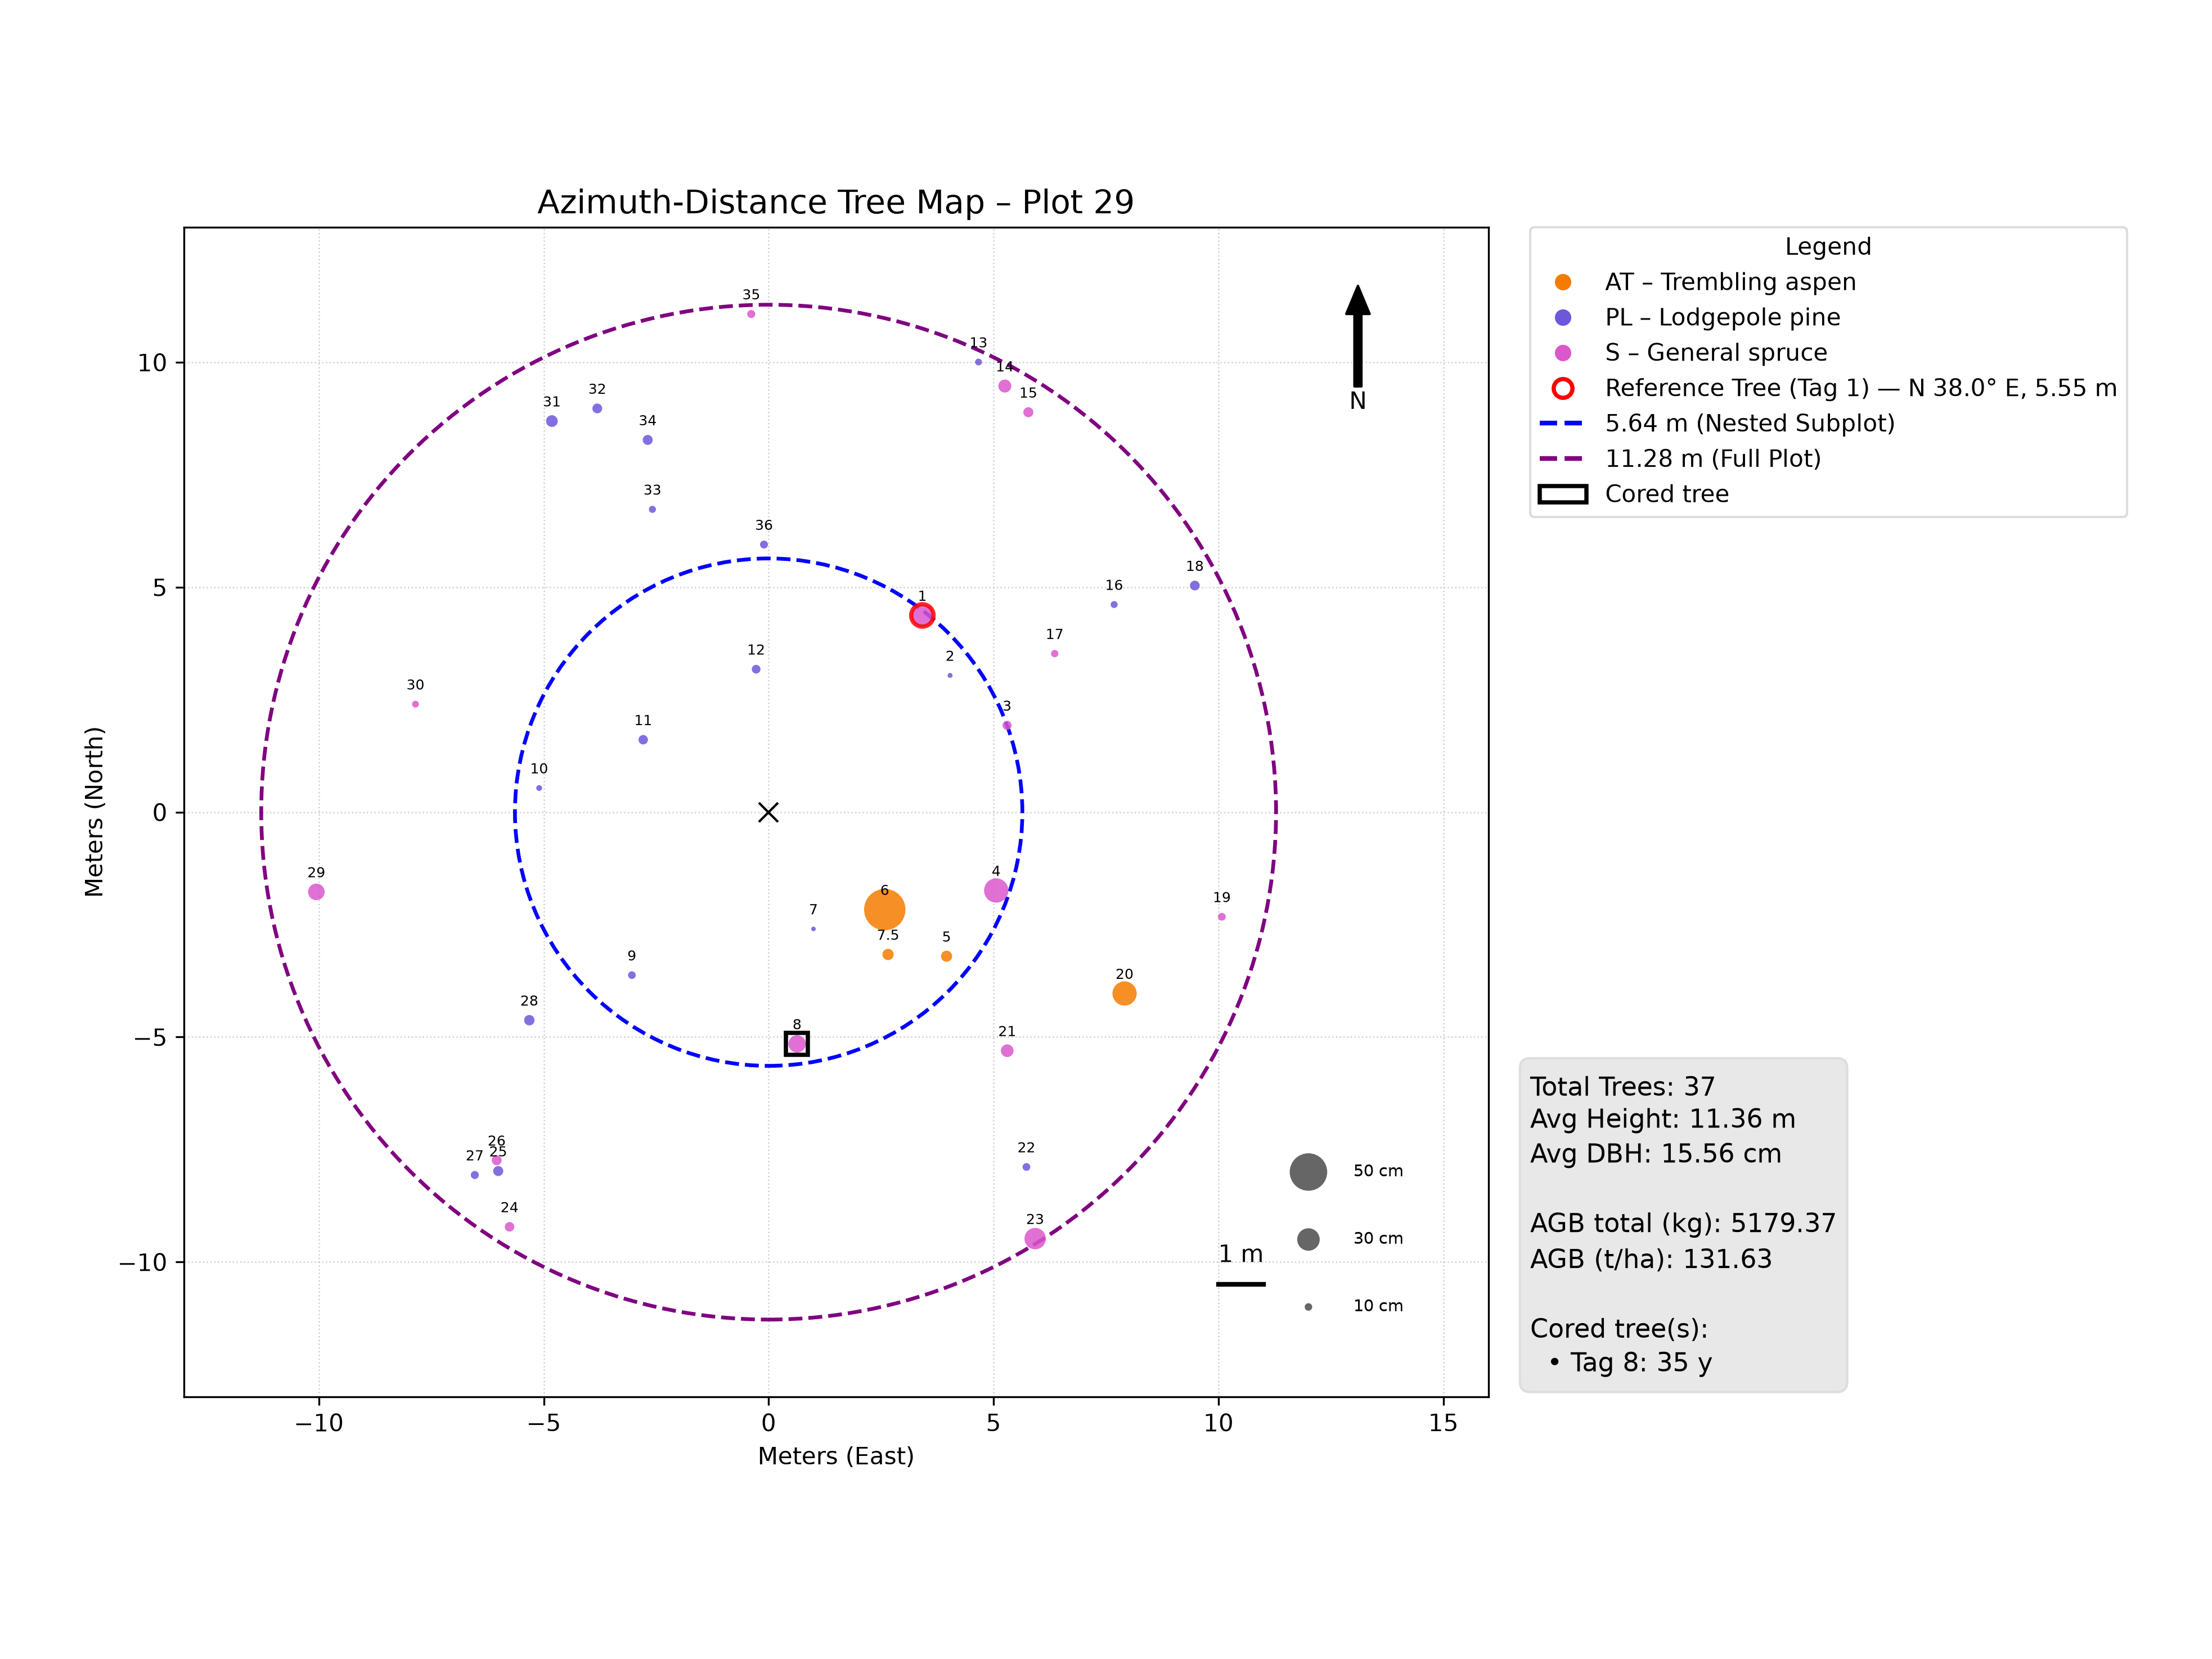 Azimuth-Distance Tree Map – Plot 29
Legend
AT – Trembling aspen
PL – Lodgepole pine
S – General spruce
Reference Tree (Tag 1) — N 38.0° E, 5.55 m
5.64 m (Nested Subplot)
11.28 m (Full Plot)
Cored tree
N
35
13
14
15
31
32
34
33
36
18
16
17
1
2
12
3
30
11
10
29
4
6
7
19
7.5
5
9
20
28
8
21
26
25
27
22
24
23
50 cm
30 cm
10 cm
1 m
10
5
0
−5
−10
Meters (North)
−10
−5
0
5
10
15
Meters (East)
Total Trees: 37
Avg Height: 11.36 m
Avg DBH: 15.56 cm
AGB total (kg): 5179.37
AGB (t/ha): 131.63
Cored tree(s):
• Tag 8: 35 y